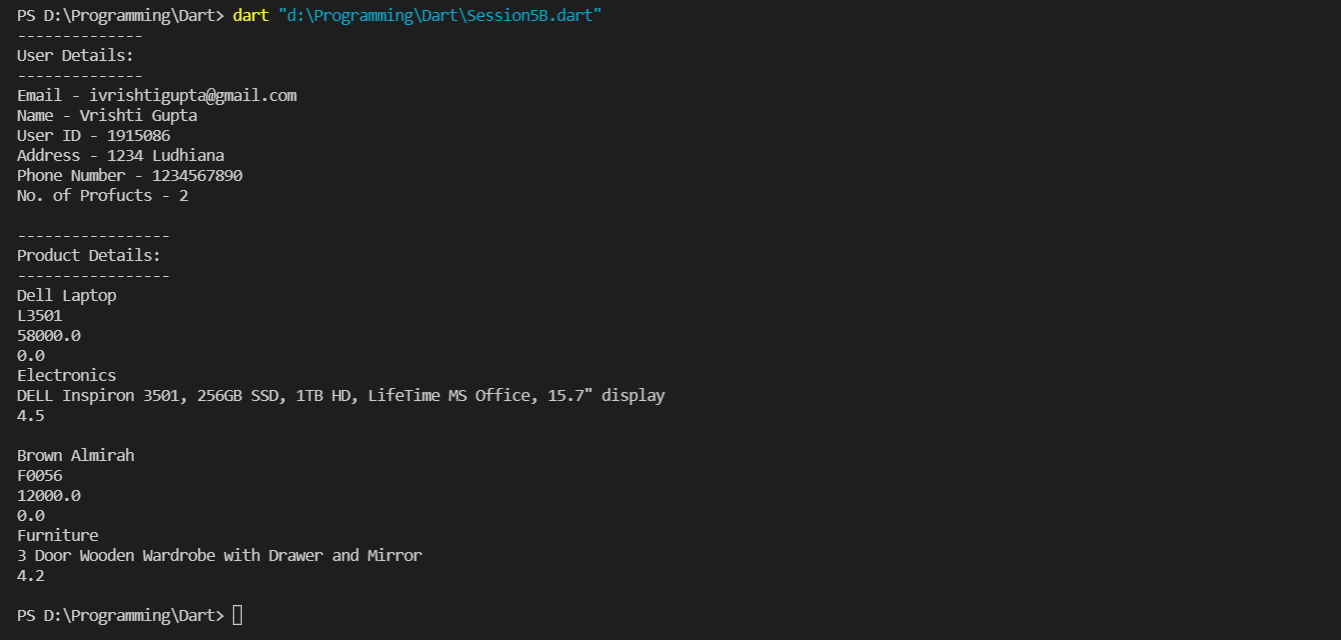 PS D:\Programming\Dart> dart "d:\Programming\Dart\Session5B.dart"
--------------
User Details:
--------------
Email - ivrishtigupta@gmail.com
Name - Vrishti Gupta
User ID - 1915086
Address - 1234 Ludhiana
Phone Number - 1234567890
No. of Profucts - 2
-----------------
Product Details:
-----------------
Dell Laptop
L3501
58000.0
0.0
Electronics
DELL Inspiron 3501, 256GB SSD, 1TB HD, LifeTime MS Office, 15.7" display
4.5
Brown Almirah
F0056
12000.0
0.0
Furniture
3 Door Wooden Wardrobe with Drawer and Mirror
4.2
PS D:\Programming\Dart>